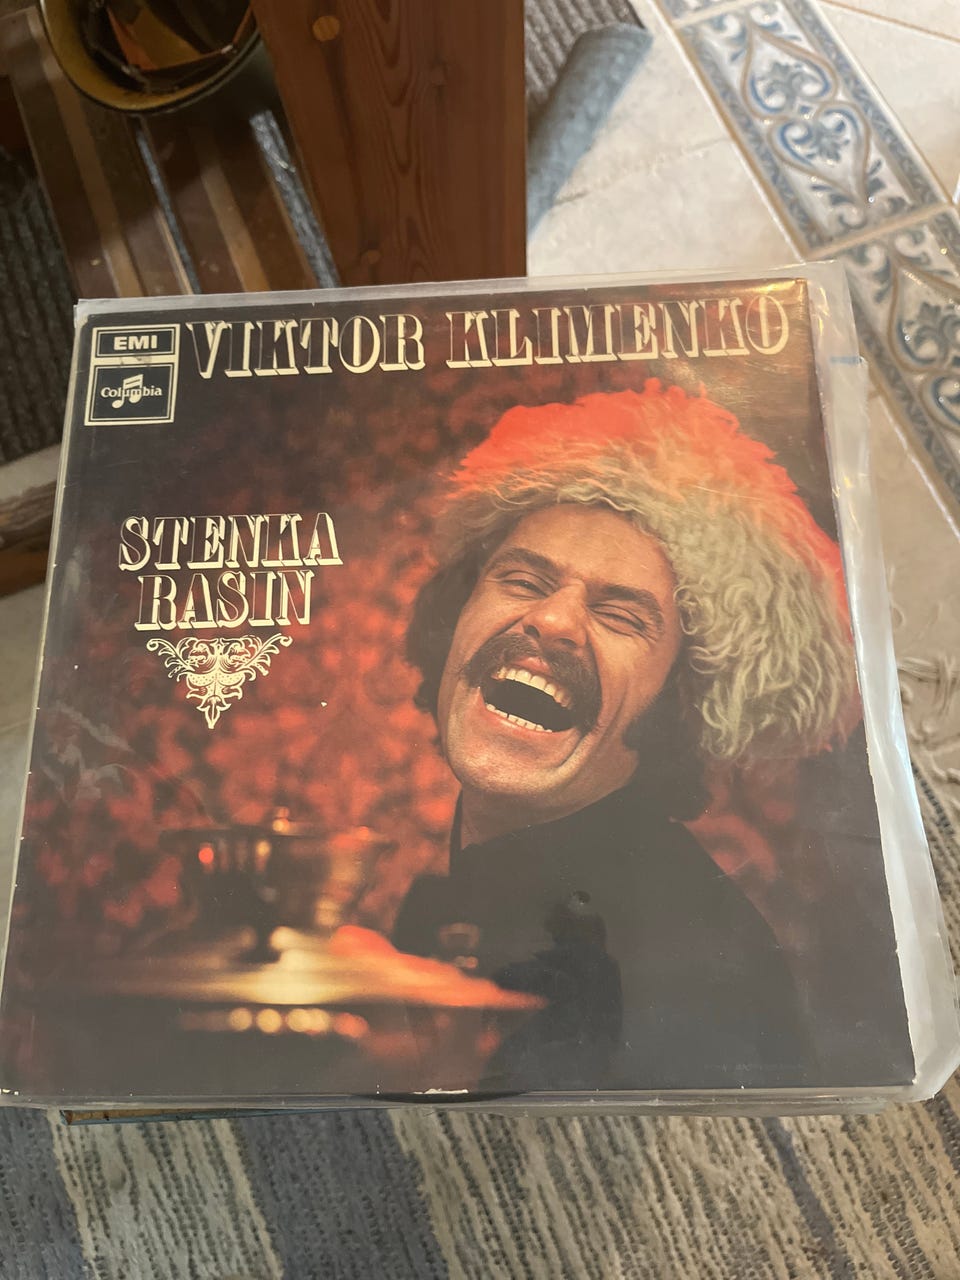 EMI
Columbia
VIKTOR KLIMENKO
STENKA
RASIN